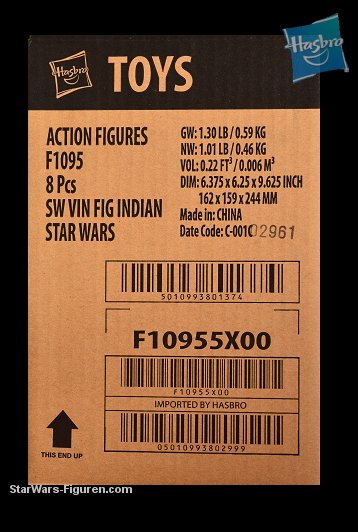 Hasbro
Hasbro
TOYS
ACTION FIGURES
F1095
8 Pcs
SW VIN FIG INDIAN
STAR WARS
GW: 1.30 LB / 0.59 KG
NW: 1.01 LB / 0.46 KG
VOL: 0.22 FT³ / 0.006 M³
DIM: 6.375 x 6.25 x 9.625 INCH
162 x 159 x 244 MM
Made in: CHINA
Date Code: C-001C02961
5010993801374
F10955X00
F10955X00
IMPORTED BY HASBRO
05010993802999
THIS END UP
StarWars-Figuren.com